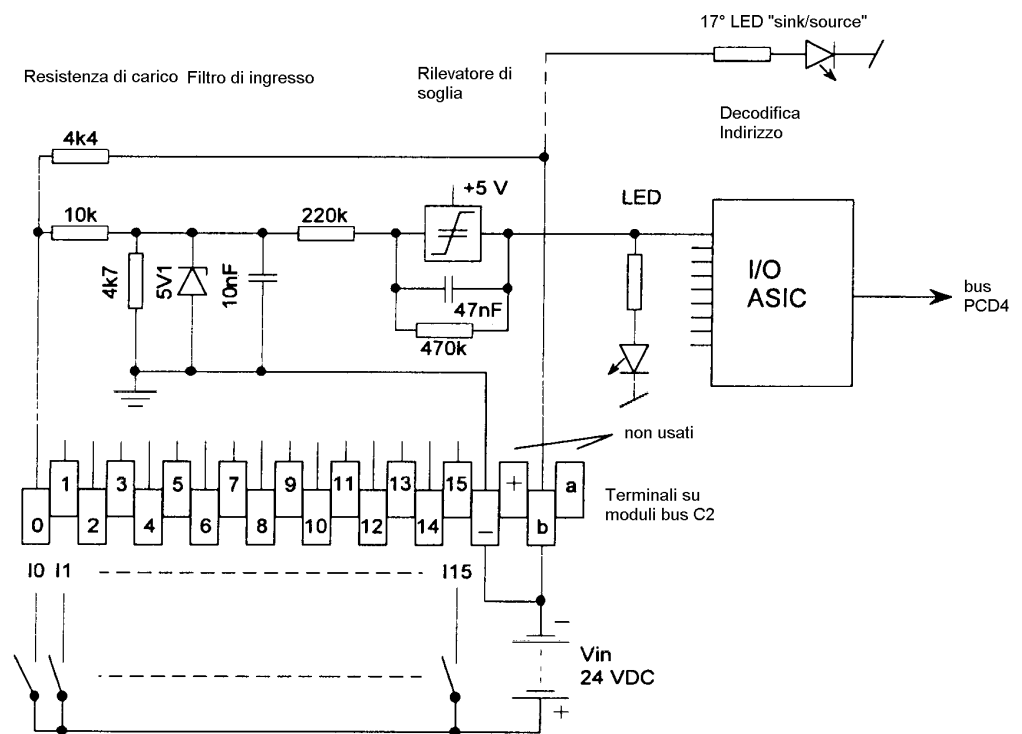 17° LED "sink/source"
Resistenza di carico Filtro di ingresso
Rilevatore di
soglia
Decodifica
Indirizzo
4k4
+5 V
LED
10k
220k
4k7
5V1
10nF
47nF
470k
I/O
ASIC
bus
PCD4
non usati
1 3 5 7 9 11 13 15 + a
0 2 4 6 8 10 12 14 – b
Terminali su
moduli bus C2
I0 I1 I15
–
Vin
24 VDC
+